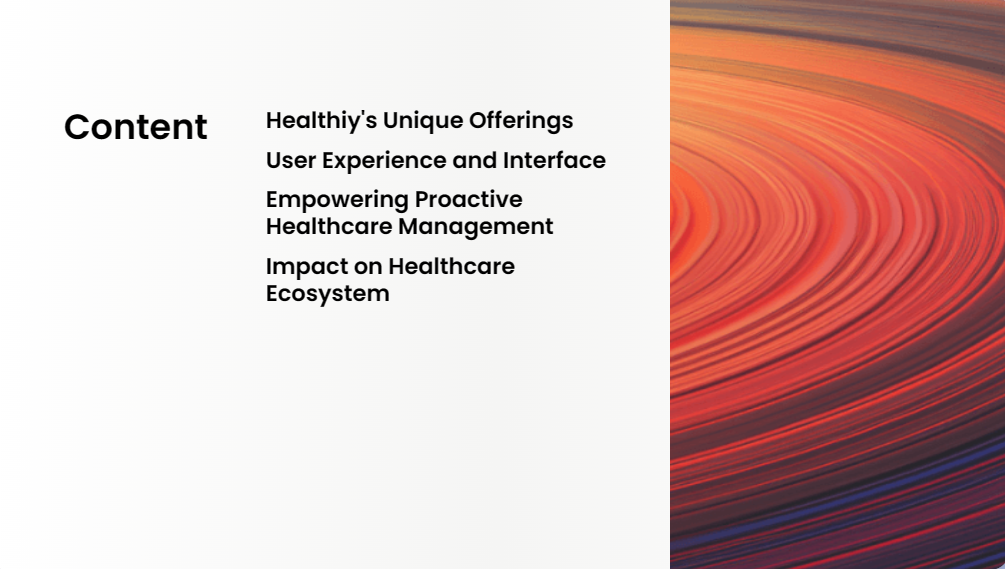 Content
Healthiy's Unique Offerings
User Experience and Interface
Empowering Proactive
Healthcare Management
Impact on Healthcare
Ecosystem